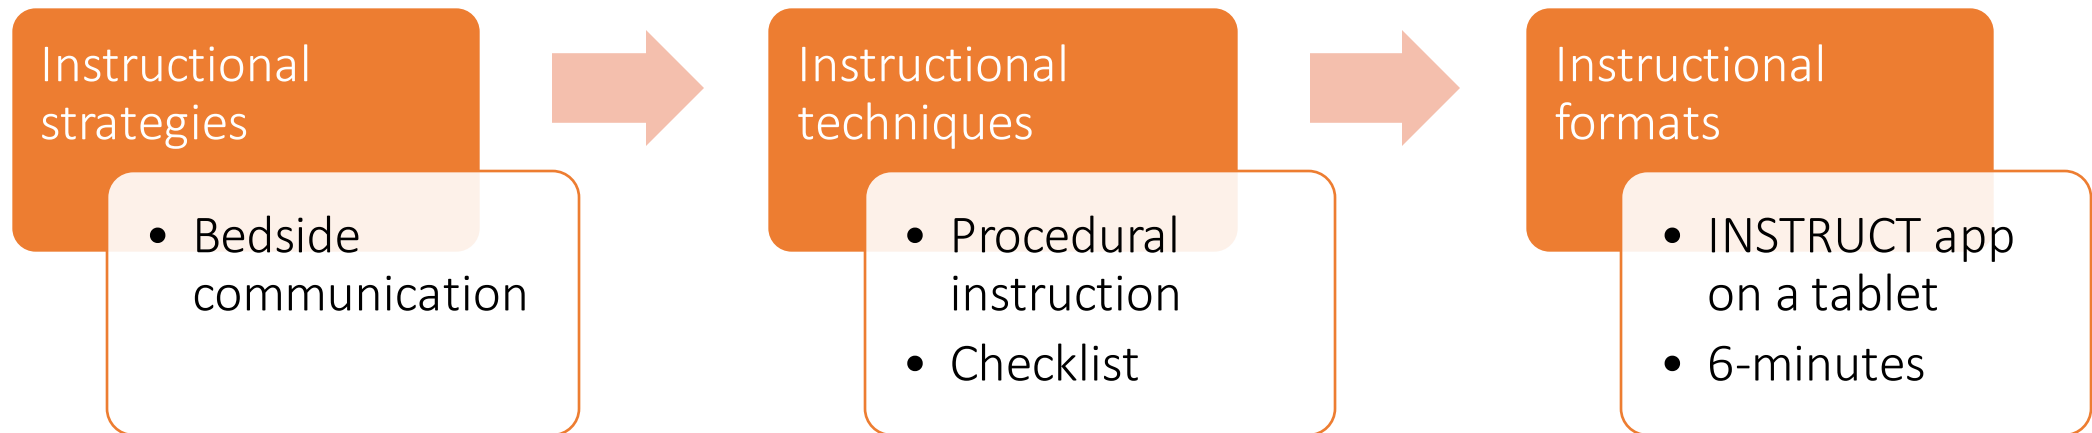 Instructional
strategies
• Bedside
communication
Instructional
techniques
• Procedural
instruction
• Checklist
Instructional
formats
• INSTRUCT app
on a tablet
• 6-minutes